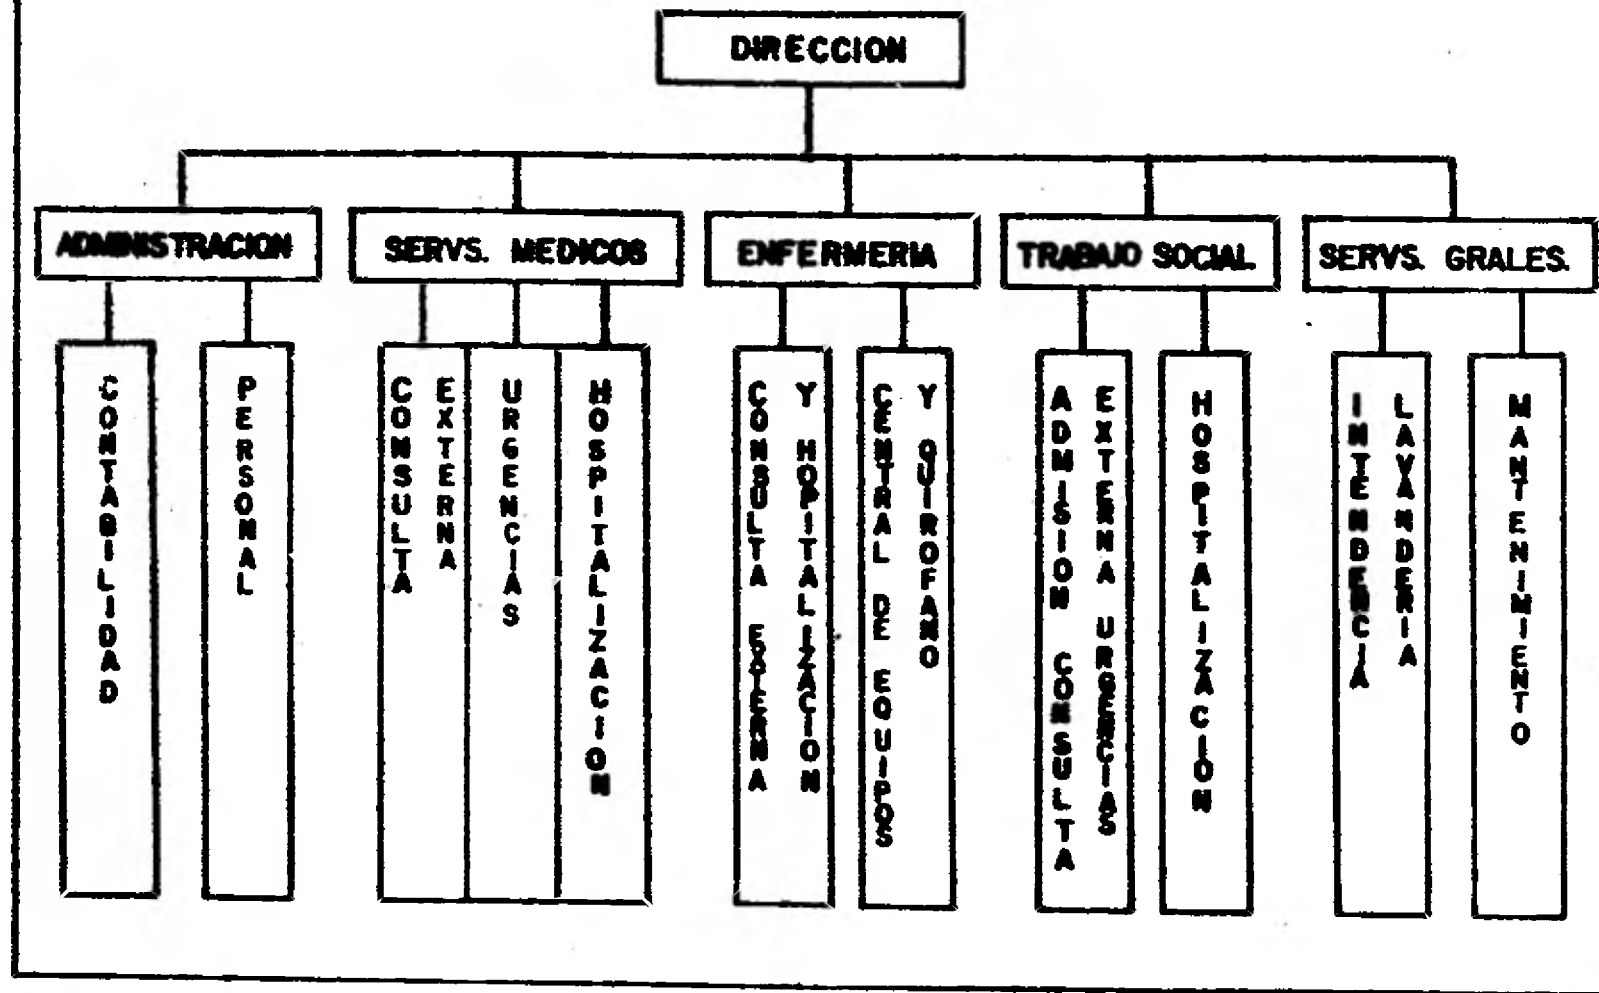 DIRECCION
ADMINISTRACION
SERVS. MEDICOS
ENFERMERIA
TRABAJO SOCIAL
SERVS. GRALES.
CONTABILIDAD
PERSONAL
CONSULTA
EXTERNA
URGENCIAS
HOSPITALIZACION
CONSULTA EXTERNA
Y HOPITALIZACION
CENTRAL DE EQUIPOS
Y QUIROFANO
ADMISION CONSULTA
EXTERNA URGENCIAS
HOSPITALIZACION
INTENDENCIA
LAVANDERIA
MANTENIMIENTO